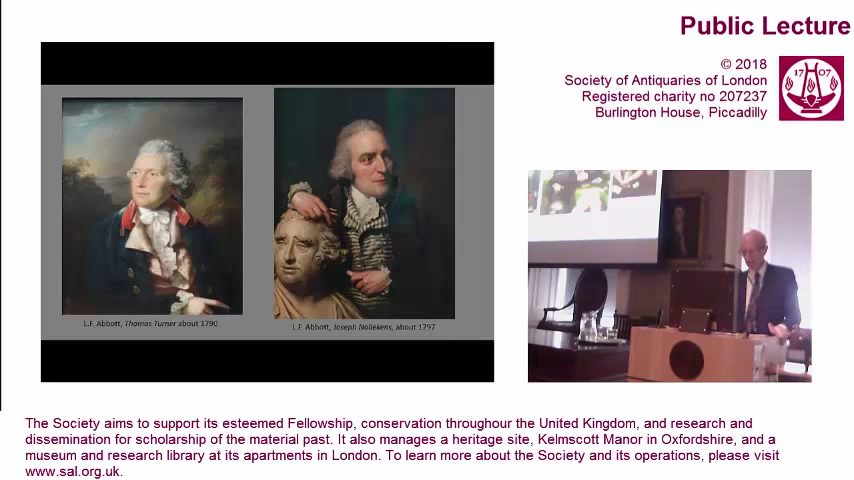 Public Lecture
© 2018
Society of Antiquaries of London
Registered charity no 207237
Burlington House, Piccadilly
17 07
L.F. Abbott, Thomas Turner about 1790
L.F. Abbott, Joseph Nollekens, about 1797
The Society aims to support its esteemed Fellowship, conservation throughour the United Kingdom, and research and
dissemination for scholarship of the material past. It also manages a heritage site, Kelmscott Manor in Oxfordshire, and a
museum and research library at its apartments in London. To learn more about the Society and its operations, please visit
www.sal.org.uk.